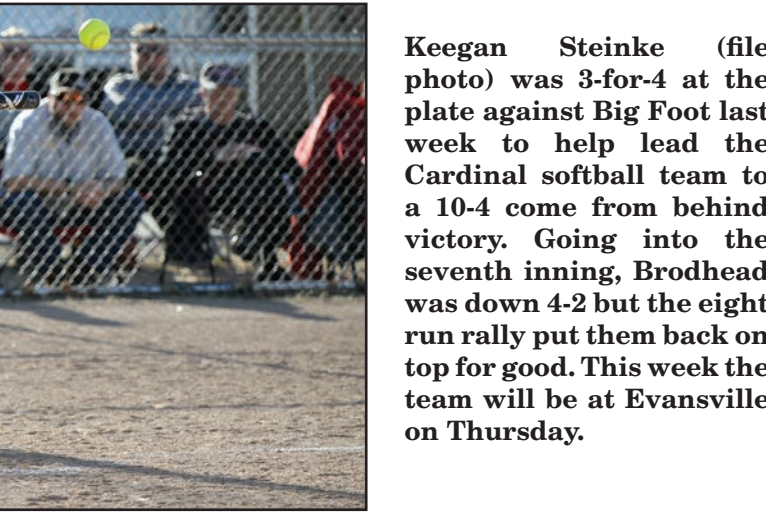 Keegan Steinke (file
photo) was 3-for-4 at the
plate against Big Foot last
week to help lead the
Cardinal softball team to
a 10-4 come from behind
victory. Going into the
seventh inning, Brodhead
was down 4-2 but the eight
run rally put them back on
top for good. This week the
team will be at Evansville
on Thursday.